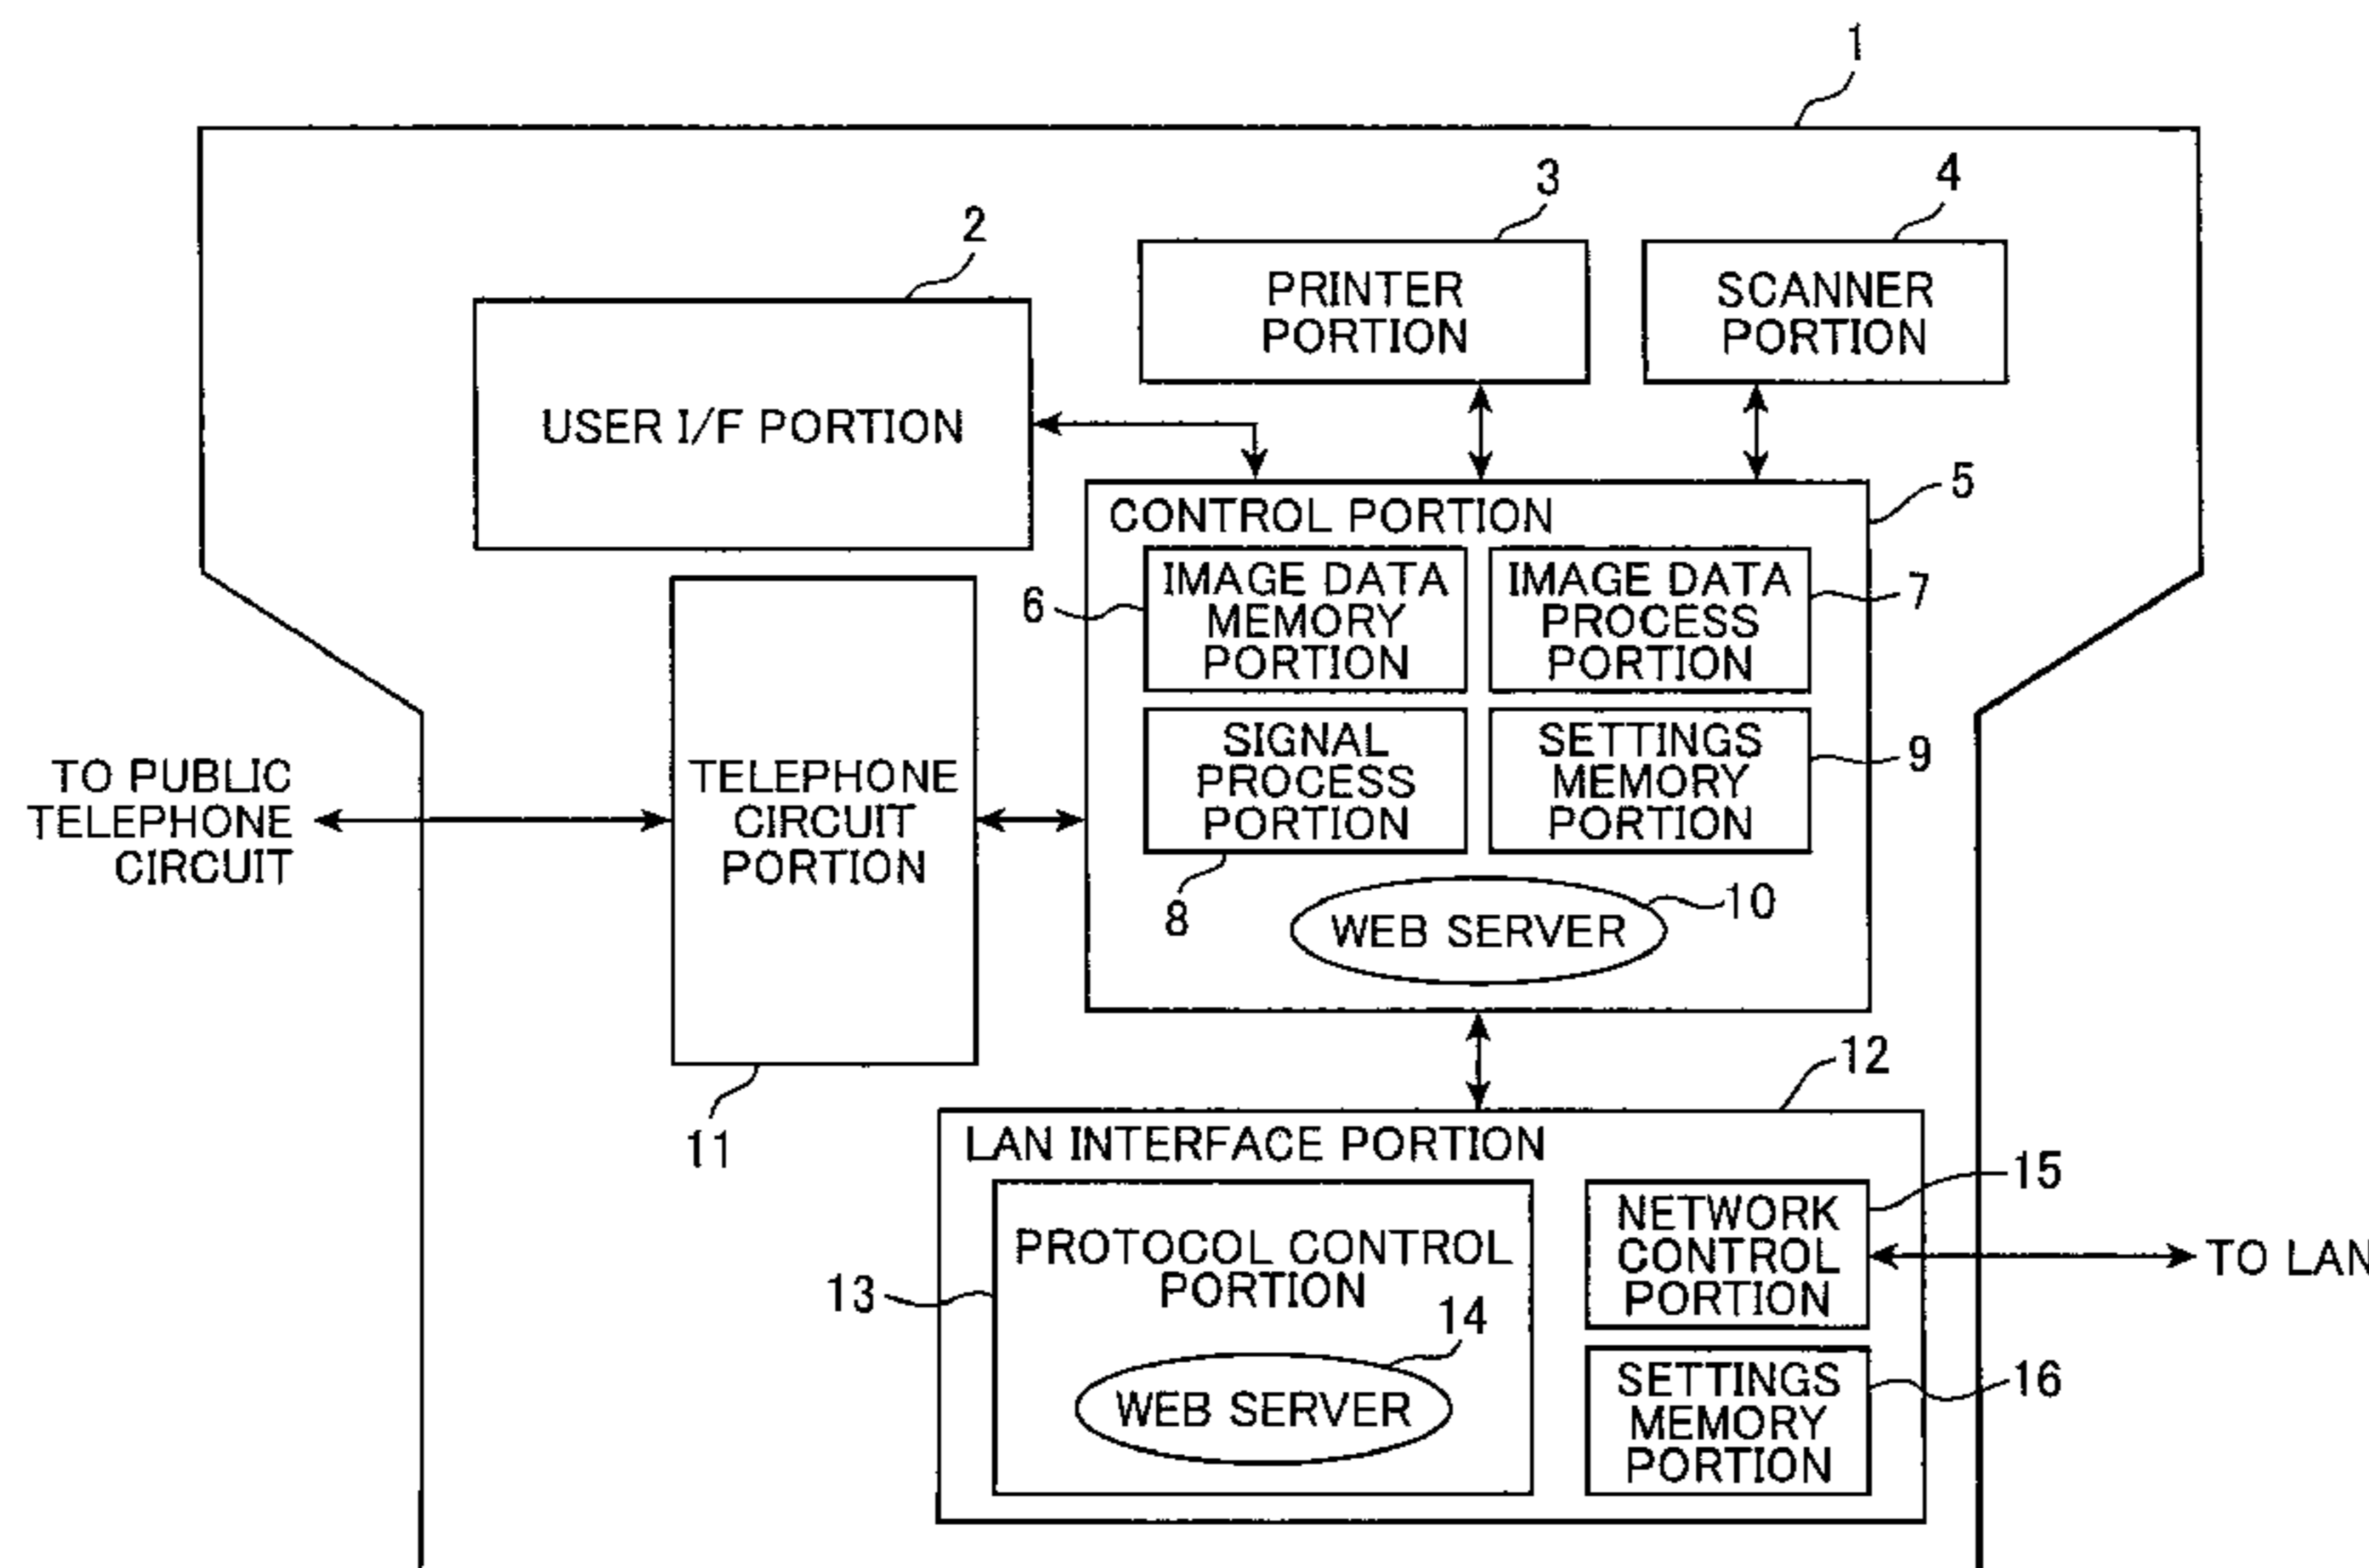 1
2
3
4
PRINTER
PORTION
SCANNER
PORTION
USER I/F PORTION
5
CONTROL PORTION
6
IMAGE DATA
MEMORY
PORTION
IMAGE DATA
PROCESS
PORTION
7
SIGNAL
PROCESS
PORTION
8
SETTINGS
MEMORY
PORTION
9
WEB SERVER
10
TO PUBLIC
TELEPHONE
CIRCUIT
TELEPHONE
CIRCUIT
PORTION
11
12
LAN INTERFACE PORTION
13
PROTOCOL CONTROL
PORTION
14
WEB SERVER
15
NETWORK
CONTROL
PORTION
TO LAN
16
SETTINGS
MEMORY
PORTION